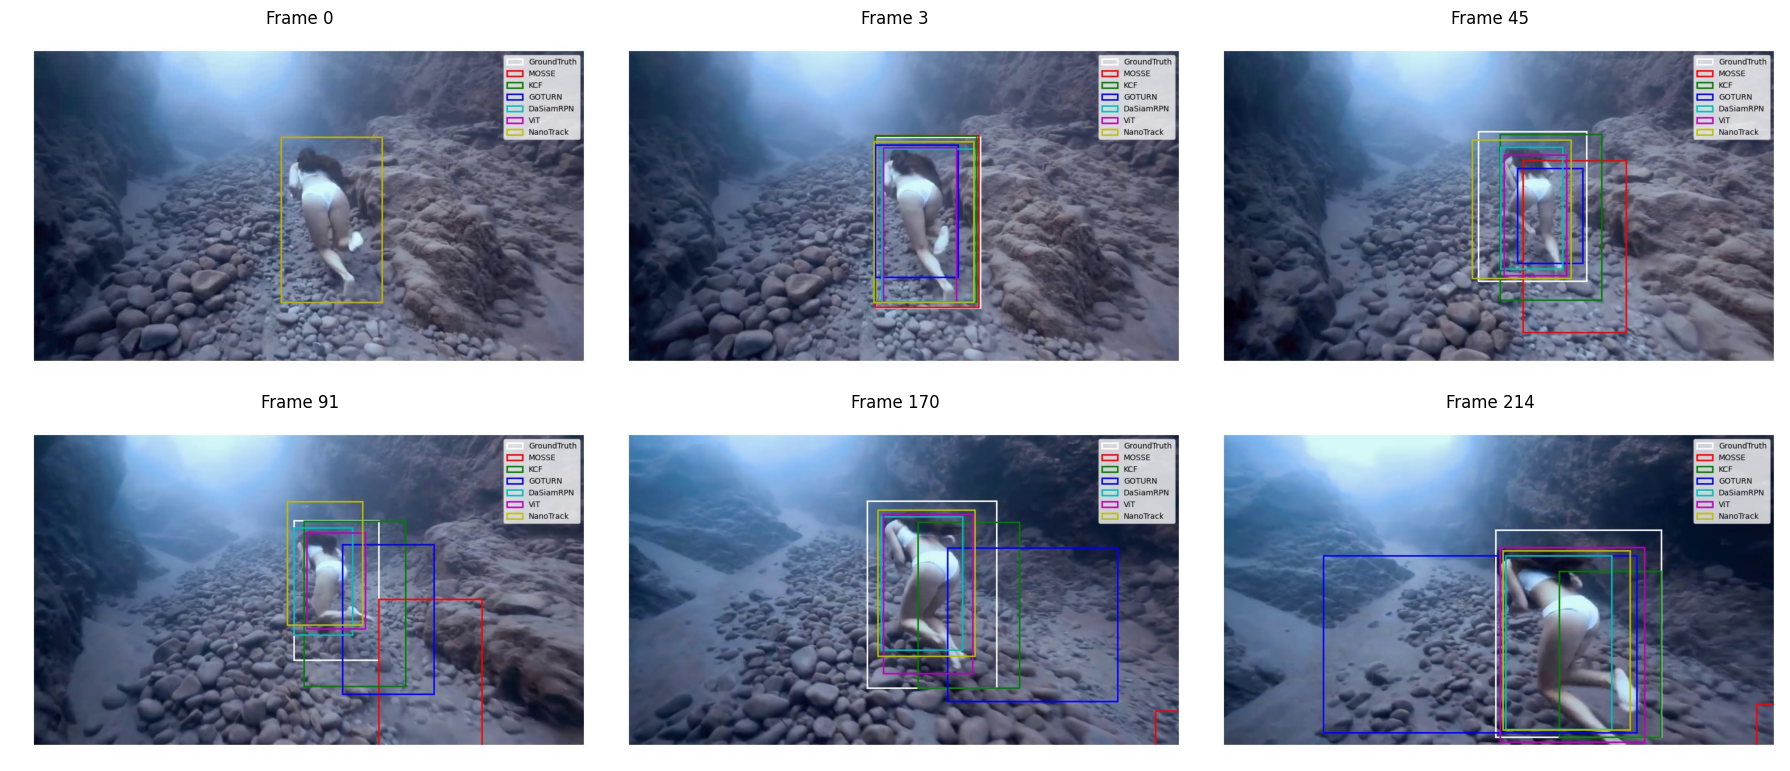 Frame 0
GroundTruth
MOSSE
KCF
GOTURN
DaSiamRPN
ViT
NanoTrack
Frame 3
GroundTruth
MOSSE
KCF
GOTURN
DaSiamRPN
ViT
NanoTrack
Frame 45
GroundTruth
MOSSE
KCF
GOTURN
DaSiamRPN
ViT
NanoTrack
Frame 91
GroundTruth
MOSSE
KCF
GOTURN
DaSiamRPN
ViT
NanoTrack
Frame 170
GroundTruth
MOSSE
KCF
GOTURN
DaSiamRPN
ViT
NanoTrack
Frame 214
GroundTruth
MOSSE
KCF
GOTURN
DaSiamRPN
ViT
NanoTrack